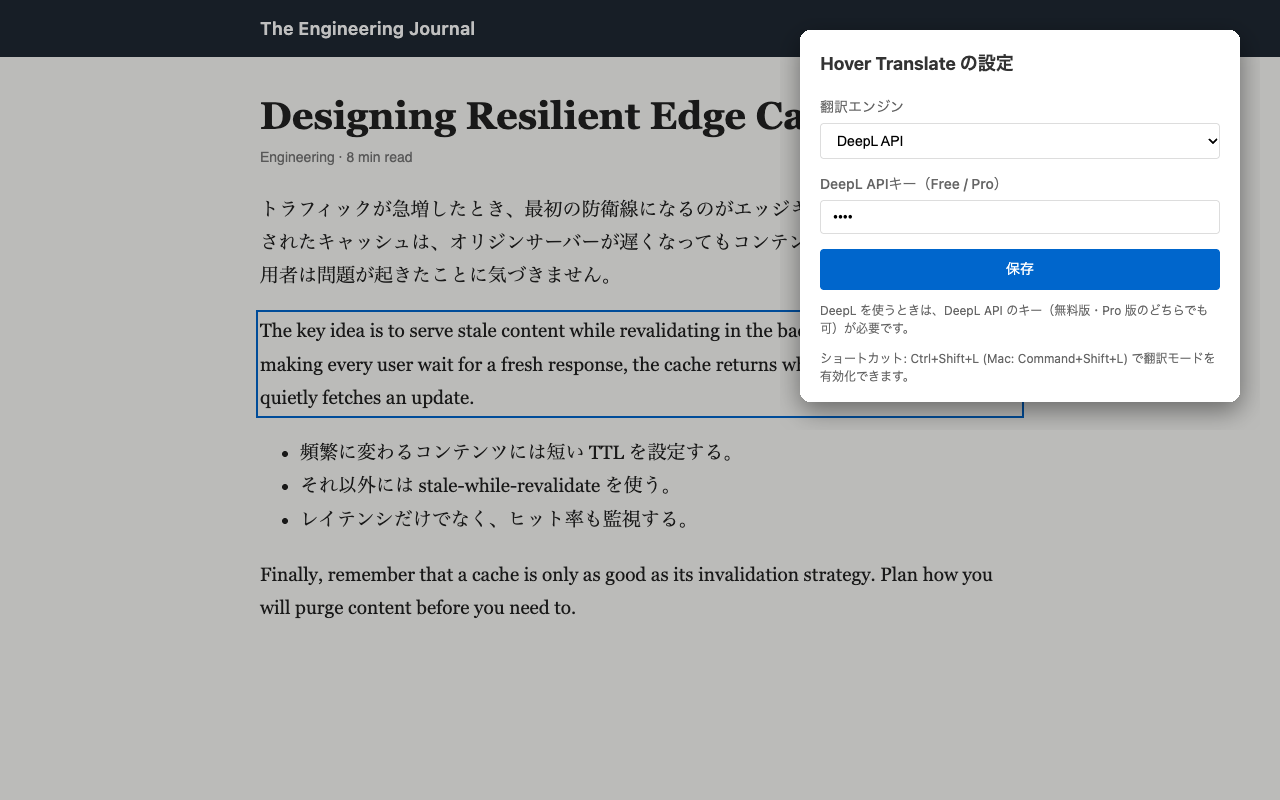 The Engineering Journal
Designing Resilient Edge
Engineering · 8 min read
トラフィックが急増したとき、最初の防衛線になるのがエッジ
されたキャッシュは、オリジンサーバーが遅くなってもコンテン
用者は問題が起きたことに気づきません。
The key idea is to serve stale content while revalidating in the
making every user wait for a fresh response, the cache returns
quietly fetches an update.
• 頻繁に変わるコンテンツには短い TTL を設定する。
• それ以外には stale-while-revalidate を使う。
• レイテンシだけでなく、ヒット率も監視する。
Finally, remember that a cache is only as good as its invalidation strategy. Plan how you
will purge content before you need to.
Hover Translate の設定
翻訳エンジン
DeepL API
DeepL APIキー（Free / Pro）
••••
保存
DeepL を使うときは、DeepL API のキー（無料版・Pro 版のどちらでも
可）が必要です。
ショートカット: Ctrl+Shift+L (Mac: Command+Shift+L) で翻訳モードを
有効化できます。